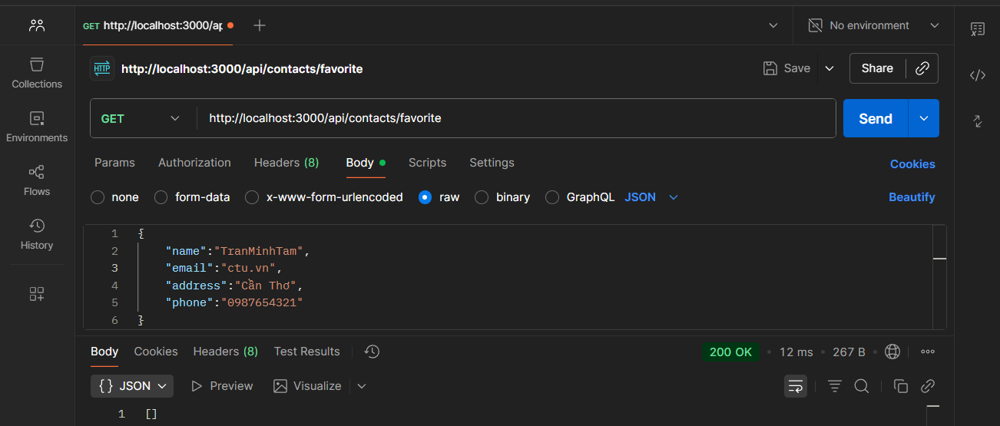 GET http://localhost:3000/ap
No environment
HTTP http://localhost:3000/api/contacts/favorite
Save
Share
Collections
GET http://localhost:3000/api/contacts/favorite
Send
Environments
Params Authorization Headers (8) Body Scripts Settings
Cookies
Flows
none form-data x-www-form-urlencoded raw binary GraphQL JSON
Beautify
History
1 {
2 "name":"TranMinhTam",
3 "email":"ctu.vn",
4 "address":"Cần Thơ",
5 "phone":"0987654321"
6 }
Body Cookies Headers (8) Test Results
200 OK • 12 ms • 267 B
{} JSON Preview Visualize
1 []